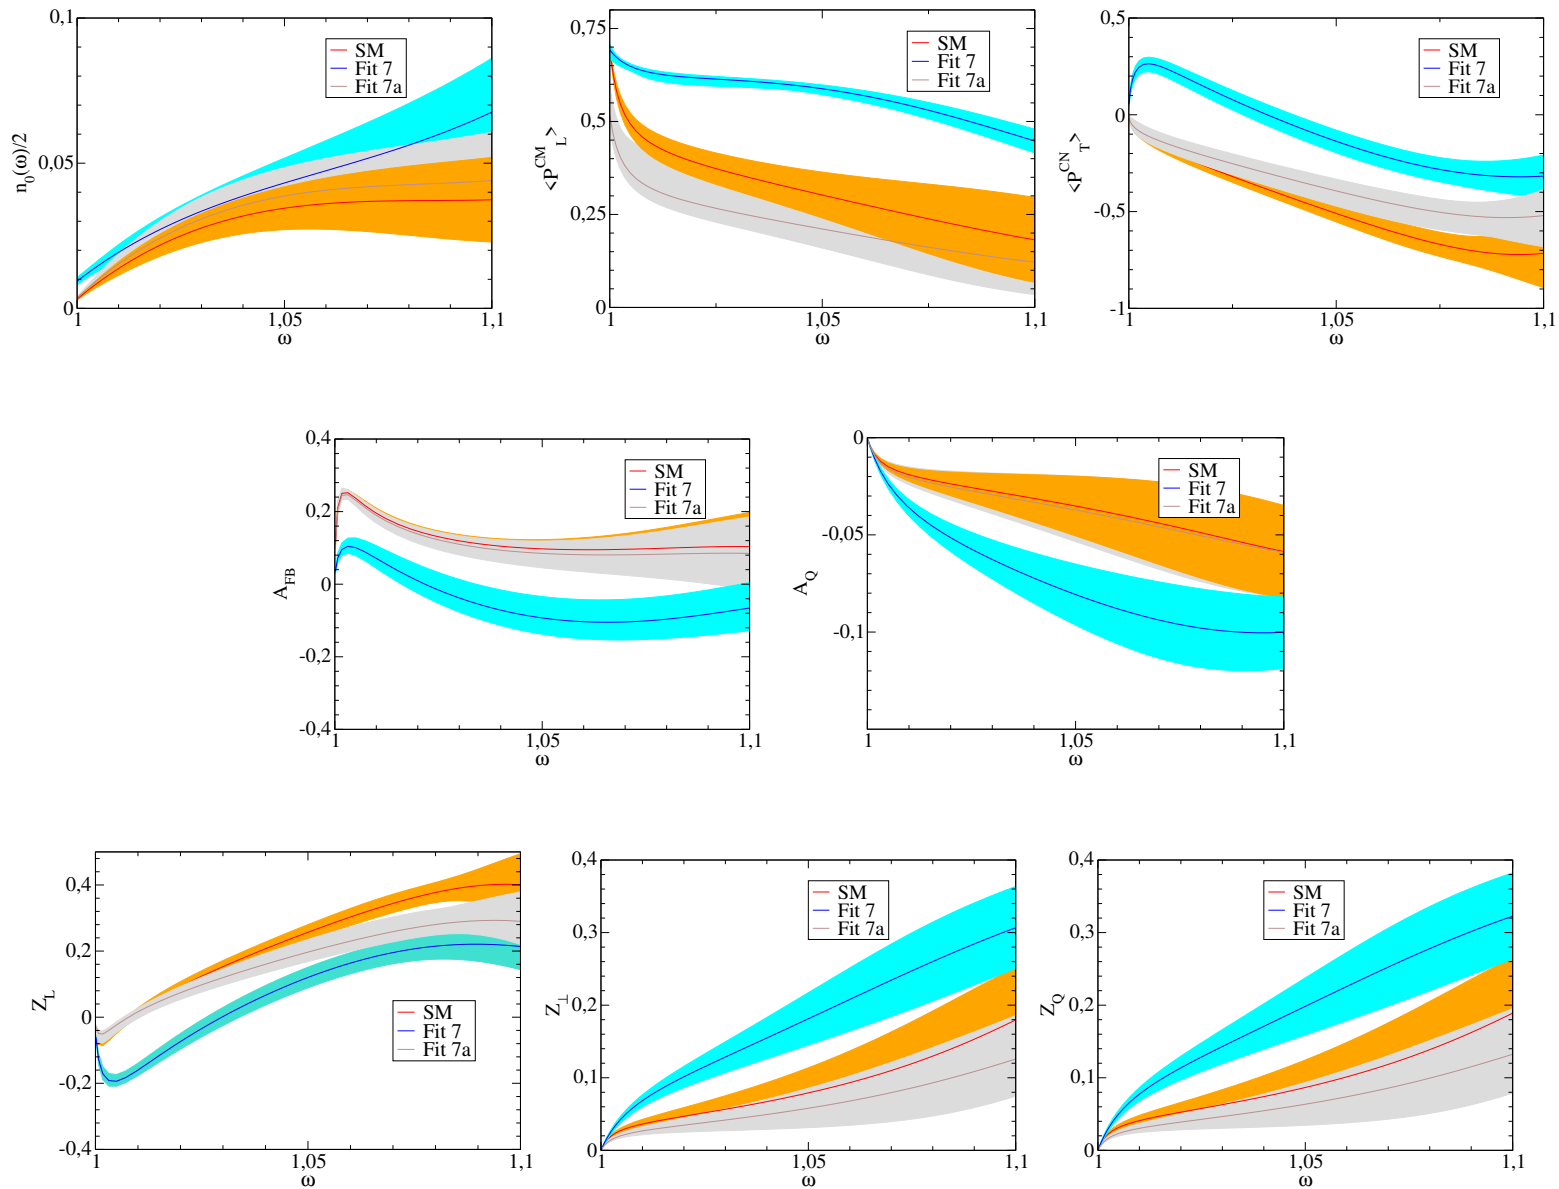 0,1
0,05
0
n0(ω)/2
SM
Fit 7
Fit 7a
1
1,05
1,1
ω
0,75
0,5
0,25
0
<P^CM_L>
SM
Fit 7
Fit 7a
1
1,05
1,1
ω
0,5
0
-0,5
-1
<P^CN_T>
SM
Fit 7
Fit 7a
1
1,05
1,1
ω
0,4
0,2
0
-0,2
-0,4
A_FB
SM
Fit 7
Fit 7a
1
1,05
1,1
ω
0
-0,05
-0,1
A_Q
SM
Fit 7
Fit 7a
1
1,05
1,1
ω
0,4
0,2
0
-0,2
-0,4
Z_L
SM
Fit 7
Fit 7a
1
1,05
1,1
ω
0,4
0,3
0,2
0,1
0
Z_⊥
SM
Fit 7
Fit 7a
1
1,05
1,1
ω
0,4
0,3
0,2
0,1
0
Z_Q
SM
Fit 7
Fit 7a
1
1,05
1,1
ω